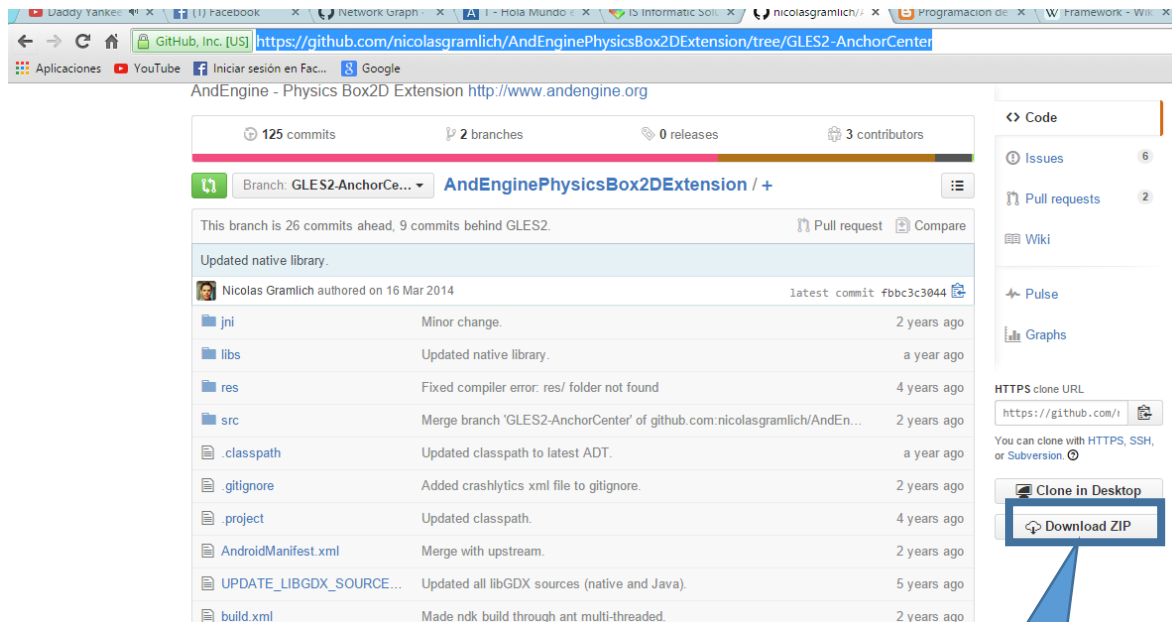 Daddy Yankee
(1) Facebook
Network Graph ·
T - Hola Mundo e
IS Informatic Solu
nicolasgramlich/A
Programacion de
Framework - Wik
GitHub, Inc. [US] https://github.com/nicolasgramlich/AndEnginePhysicsBox2DExtension/tree/GLES2-AnchorCenter
Aplicaciones YouTube Iniciar sesión en Fac... Google
AndEngine - Physics Box2D Extension http://www.andengine.org
125 commits 2 branches 0 releases 3 contributors
Branch: GLES2-AnchorCe... AndEnginePhysicsBox2DExtension / +
This branch is 26 commits ahead, 9 commits behind GLES2. Pull request Compare
Updated native library.
Nicolas Gramlich authored on 16 Mar 2014 latest commit fbbc3c3044
jni Minor change. 2 years ago
libs Updated native library. a year ago
res Fixed compiler error: res/ folder not found 4 years ago
src Merge branch 'GLES2-AnchorCenter' of github.com:nicolasgramlich/AndEn... 2 years ago
.classpath Updated classpath to latest ADT. a year ago
.gitignore Added crashlytics xml file to gitignore. 2 years ago
.project Updated classpath. 4 years ago
AndroidManifest.xml Merge with upstream. 2 years ago
UPDATE_LIBGDX_SOURCE... Updated all libGDX sources (native and Java). 5 years ago
build.xml Made ndk build through ant multi-threaded. 2 years ago
Code
Issues 6
Pull requests 2
Wiki
Pulse
Graphs
HTTPS clone URL
https://github.com/
You can clone with HTTPS, SSH,
or Subversion.
Clone in Desktop
Download ZIP